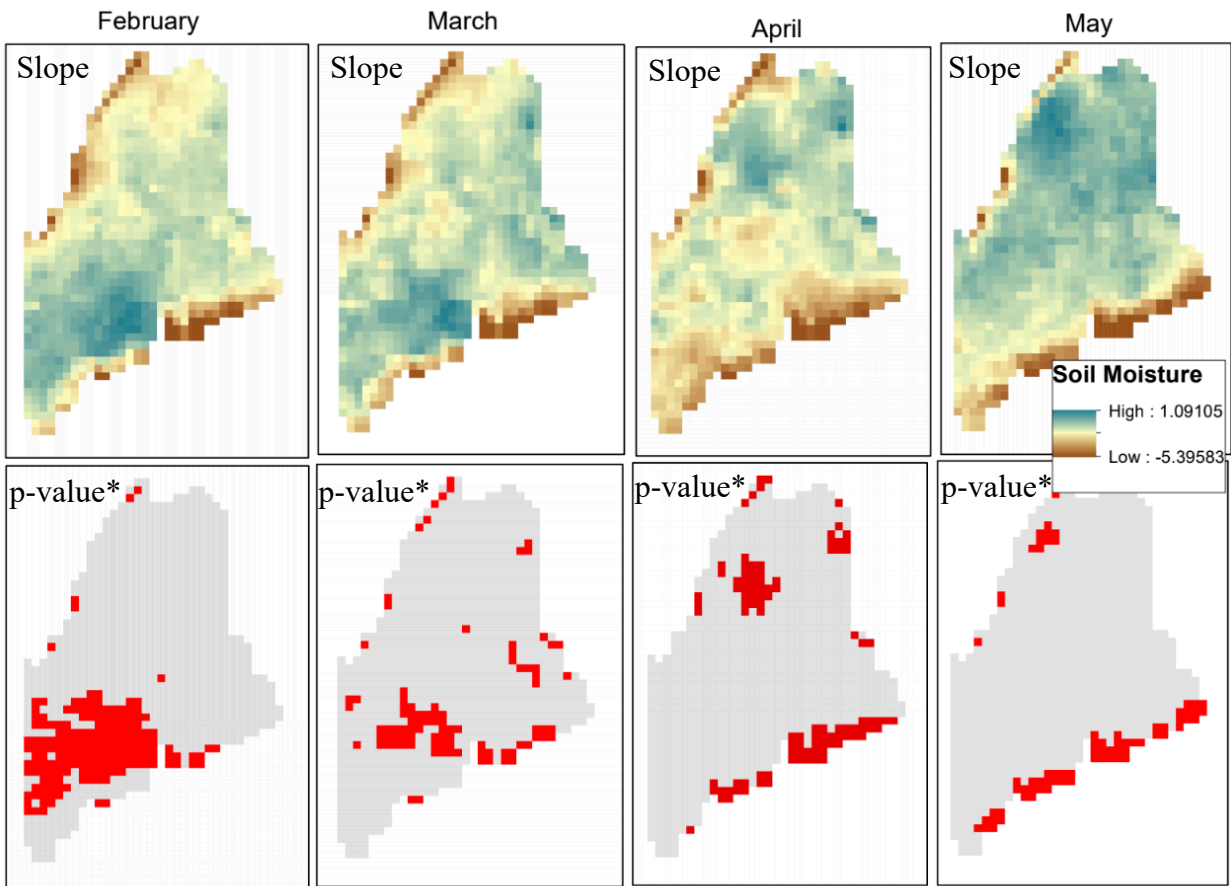 February
March
April
May
Slope
Slope
Slope
Slope
Soil Moisture
High : 1.09105
Low : -5.39583
p-value*
p-value*
p-value*
p-value*